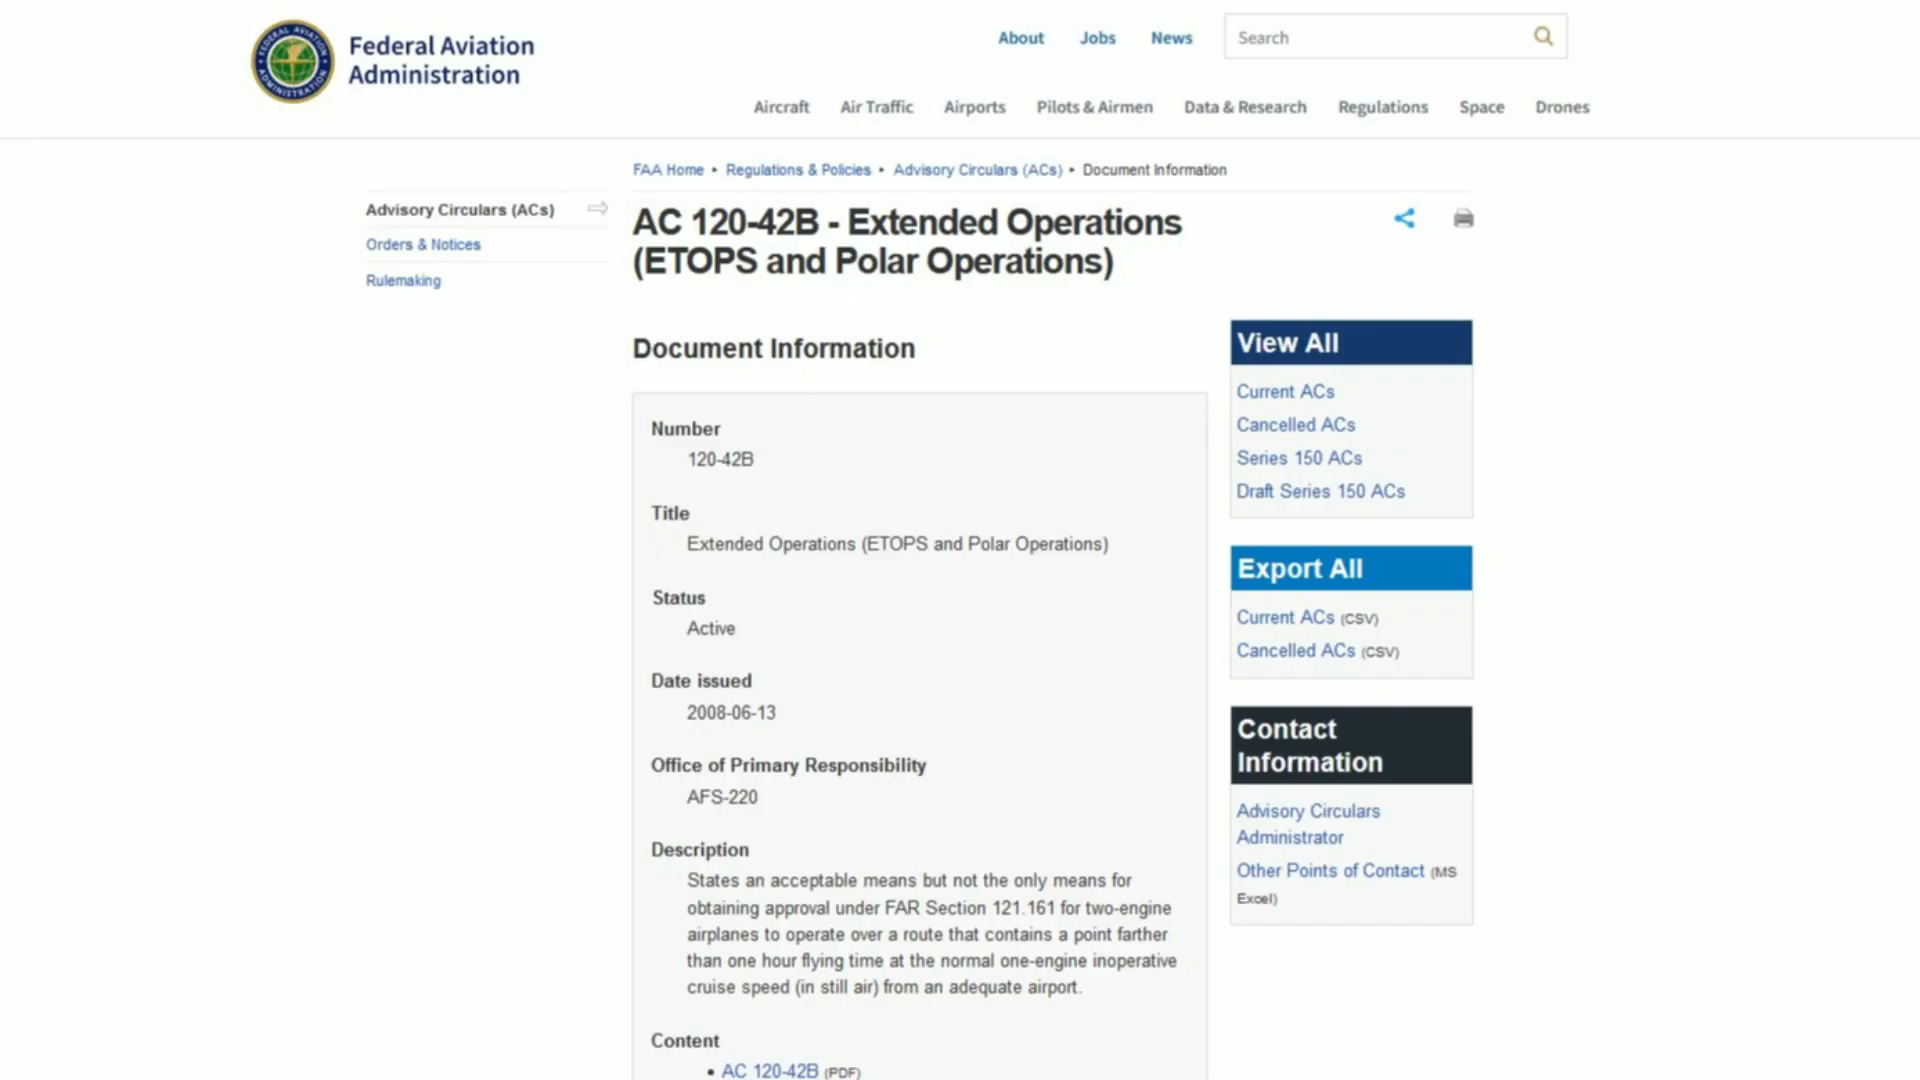 FEDERAL AVIATION ADMINISTRATION
Federal Aviation
Administration
About
Jobs
News
Search
Aircraft
Air Traffic
Airports
Pilots & Airmen
Data & Research
Regulations
Space
Drones
FAA Home ▸ Regulations & Policies ▸ Advisory Circulars (ACs) ▸ Document Information
Advisory Circulars (ACs)
Orders & Notices
Rulemaking
AC 120-42B - Extended Operations
(ETOPS and Polar Operations)
Document Information
Number
120-42B
Title
Extended Operations (ETOPS and Polar Operations)
Status
Active
Date issued
2008-06-13
Office of Primary Responsibility
AFS-220
Description
States an acceptable means but not the only means for
obtaining approval under FAR Section 121.161 for two-engine
airplanes to operate over a route that contains a point farther
than one hour flying time at the normal one-engine inoperative
cruise speed (in still air) from an adequate airport.
Content
• AC 120-42B (PDF)
View All
Current ACs
Cancelled ACs
Series 150 ACs
Draft Series 150 ACs
Export All
Current ACs (CSV)
Cancelled ACs (CSV)
Contact
Information
Advisory Circulars
Administrator
Other Points of Contact (MS
Excel)